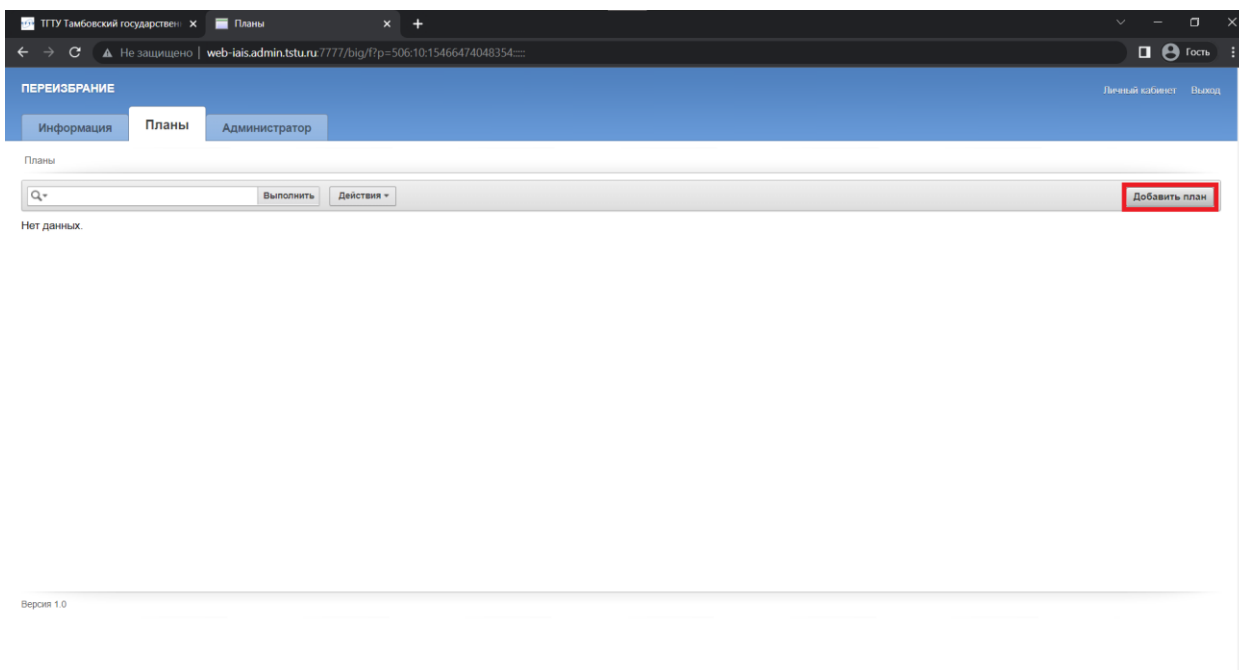 ТГТУ Тамбовский государствен
Планы
Не защищено | web-iais.admin.tstu.ru:7777/big/f?p=506:10:15466474048354:::::
Гость
ПЕРЕИЗБРАНИЕ
Личный кабинет Выход
Информация Планы Администратор
Планы
Выполнить Действия Добавить план
Нет данных.
Версия 1.0